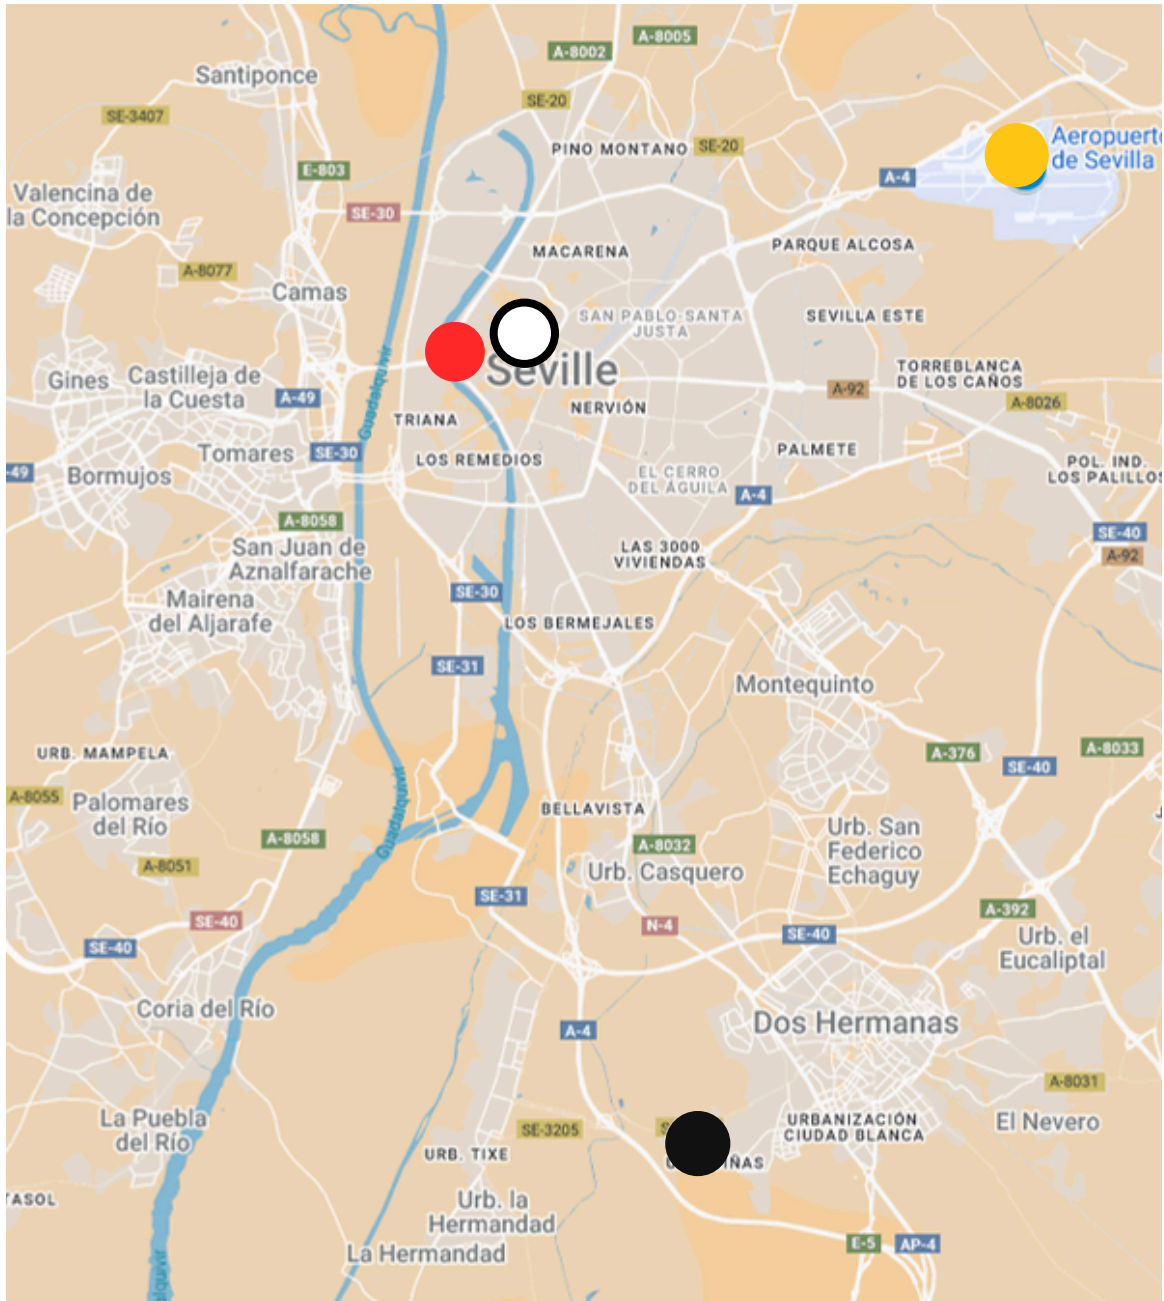 A-8005
A-8002
Santiponce
SE-20
SE-3407
PINO MONTANO
SE-20
Aeropuerto
de Sevilla
E-803
A-4
Valencina de
la Concepción
SE-30
MACARENA
PARQUE ALCOSA
A-8077
Camas
SAN PABLO-SANTA
JUSTA
SEVILLA ESTE
Guadalquivir
Seville
Gines
Castilleja de
la Cuesta
TORREBLANCA
DE LOS CAÑOS
A-49
A-92
A-8026
TRIANA
NERVIÓN
Tomares
SE-30
LOS REMEDIOS
PALMETE
-49
Bormujos
EL CERRO
DEL ÁGUILA
A-4
POL. IND.
LOS PALILLOS
A-8058
SE-40
San Juan de
Aznalfarache
LAS 3000
VIVIENDAS
A-92
Mairena
del Aljarafe
SE-30
LOS BERMEJALES
SE-31
Montequinto
URB. MAMPELA
A-376
A-8033
SE-40
A-8055
Palomares
del Río
Guadalquivir
BELLAVISTA
A-8058
A-8032
Urb. San
Federico
Echaguy
A-8051
Urb. Casquero
SE-31
A-392
SE-40
N-4
SE-40
SE-40
Urb. el
Eucaliptal
Coria del Río
A-4
Dos Hermanas
A-8031
La Puebla
del Río
SE-3205
URBANIZACIÓN
CIUDAD BLANCA
El Nevero
URB. TIXE
IÑAS
TASOL
Urb. la
Hermandad
La Hermandad
E-5
AP-4
lquivir